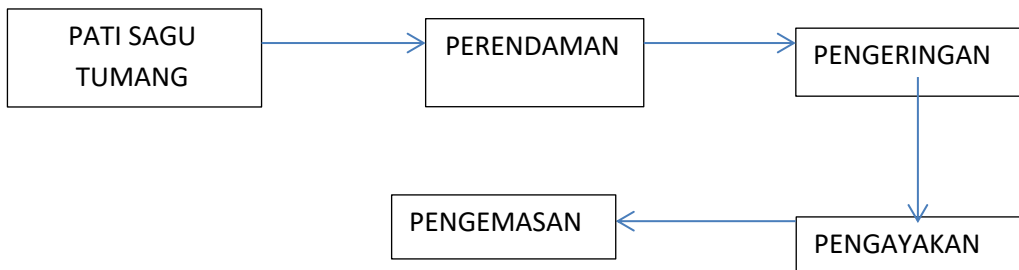 PATI SAGU
TUMANG
PERENDAMAN
PENGERINGAN
PENGAYAKAN
PENGEMASAN